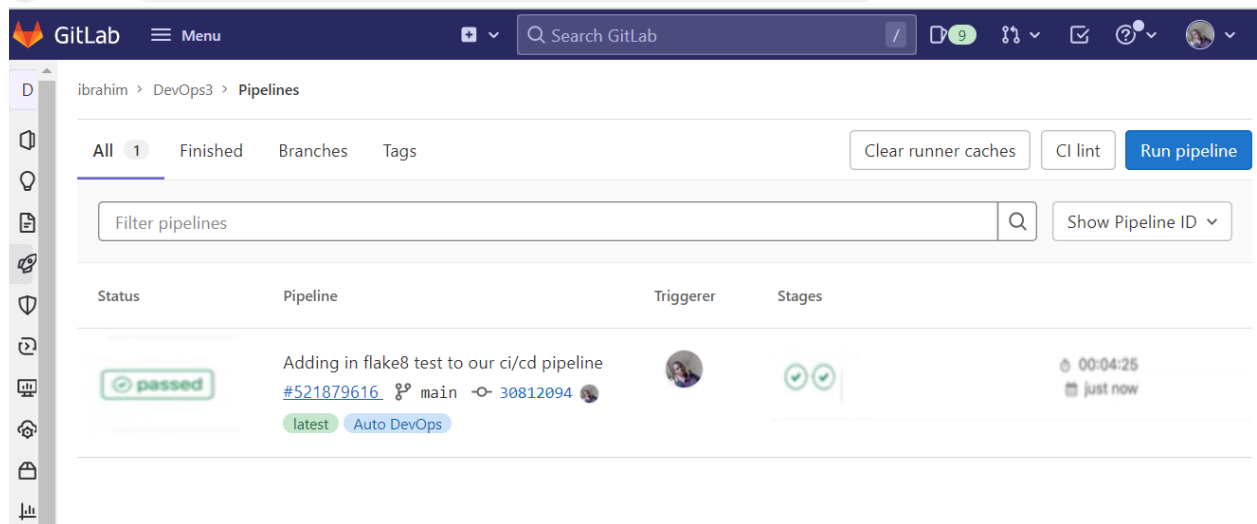 GitLab Menu Search GitLab / 9
D ibrahim > DevOps3 > Pipelines
All 1 Finished Branches Tags Clear runner caches CI lint Run pipeline
Filter pipelines Show Pipeline ID
Status Pipeline Triggerer Stages
passed
Adding in flake8 test to our ci/cd pipeline
#521879616 main 30812094
latest Auto DevOps
00:04:25
just now